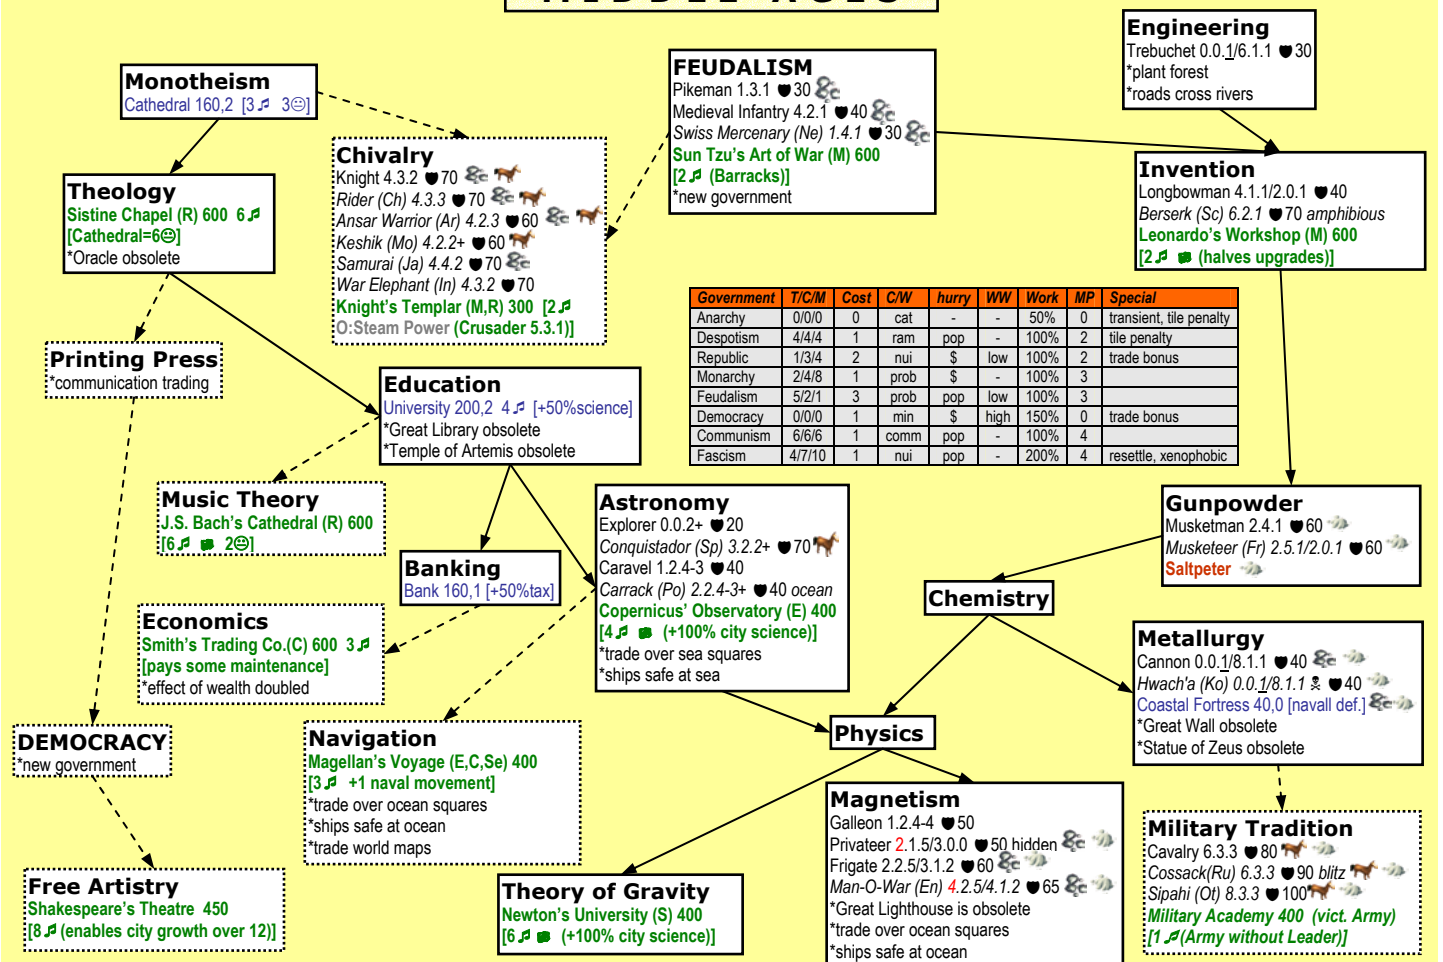 MIDDLE AGES
Engineering
Trebuchet 0.0.1/6.1.1 30
*plant forest
*roads cross rivers
Monotheism
Cathedral 160,2 [3♫ 3☺]
FEUDALISM
Pikeman 1.3.1 30
Medieval Infantry 4.2.1 40
Swiss Mercenary (Ne) 1.4.1 30
Sun Tzu's Art of War (M) 600
[2♫ (Barracks)]
*new government
Chivalry
Knight 4.3.2 70
Rider (Ch) 4.3.3 70
Ansar Warrior (Ar) 4.2.3 60
Keshik (Mo) 4.2.2+ 60
Samurai (Ja) 4.4.2 70
War Elephant (In) 4.3.2 70
Knight's Templar (M,R) 300 [2♫
O:Steam Power (Crusader 5.3.1)]
Invention
Longbowman 4.1.1/2.0.1 40
Berserk (Sc) 6.2.1 70 amphibious
Leonardo's Workshop (M) 600
[2♫ (halves upgrades)]
Theology
Sistine Chapel (R) 600 6♫
[Cathedral=6☺]
*Oracle obsolete
Printing Press
*communication trading
Education
University 200,2 4♫ [+50%science]
*Great Library obsolete
*Temple of Artemis obsolete
Government T/C/M Cost C/W hurry WW Work MP Special
Anarchy 0/0/0 0 cat - - 50% 0 transient, tile penalty
Despotism 4/4/4 1 ram pop - 100% 2 tile penalty
Republic 1/3/4 2 nui $ low 100% 2 trade bonus
Monarchy 2/4/8 1 prob $ - 100% 3
Feudalism 5/2/1 3 prob pop low 100% 3
Democracy 0/0/0 1 min $ high 150% 0 trade bonus
Communism 6/6/6 1 comm pop - 100% 4
Fascism 4/7/10 1 nui pop - 200% 4 resettle, xenophobic
Music Theory
J.S. Bach's Cathedral (R) 600
[6♫ 2☺]
Astronomy
Explorer 0.0.2+ 20
Conquistador (Sp) 3.2.2+ 70
Caravel 1.2.4-3 40
Carrack (Po) 2.2.4-3+ 40 ocean
Copernicus' Observatory (E) 400
[4♫ (+100% city science)]
*trade over sea squares
*ships safe at sea
Gunpowder
Musketman 2.4.1 60
Musketeer (Fr) 2.5.1/2.0.1 60
Saltpeter
Banking
Bank 160,1 [+50%tax]
Chemistry
Economics
Smith's Trading Co.(C) 600 3♫
[pays some maintenance]
*effect of wealth doubled
Metallurgy
Cannon 0.0.1/8.1.1 40
Hwach'a (Ko) 0.0.1/8.1.1 ☠ 40
Coastal Fortress 40,0 [navall def.]
*Great Wall obsolete
*Statue of Zeus obsolete
DEMOCRACY
*new government
Navigation
Magellan's Voyage (E,C,Se) 400
[3♫ +1 naval movement]
*trade over ocean squares
*ships safe at ocean
*trade world maps
Physics
Magnetism
Galleon 1.2.4-4 50
Privateer 2.1.5/3.0.0 50 hidden
Frigate 2.2.5/3.1.2 60
Man-O-War (En) 4.2.5/4.1.2 65
*Great Lighthouse is obsolete
*trade over ocean squares
*ships safe at ocean
Military Tradition
Cavalry 6.3.3 80
Cossack(Ru) 6.3.3 90 blitz
Sipahi (Ot) 8.3.3 100
Military Academy 400 (vict. Army)
[1♫(Army without Leader)]
Free Artistry
Shakespeare's Theatre 450
[8♫(enables city growth over 12)]
Theory of Gravity
Newton's University (S) 400
[6♫ (+100% city science)]